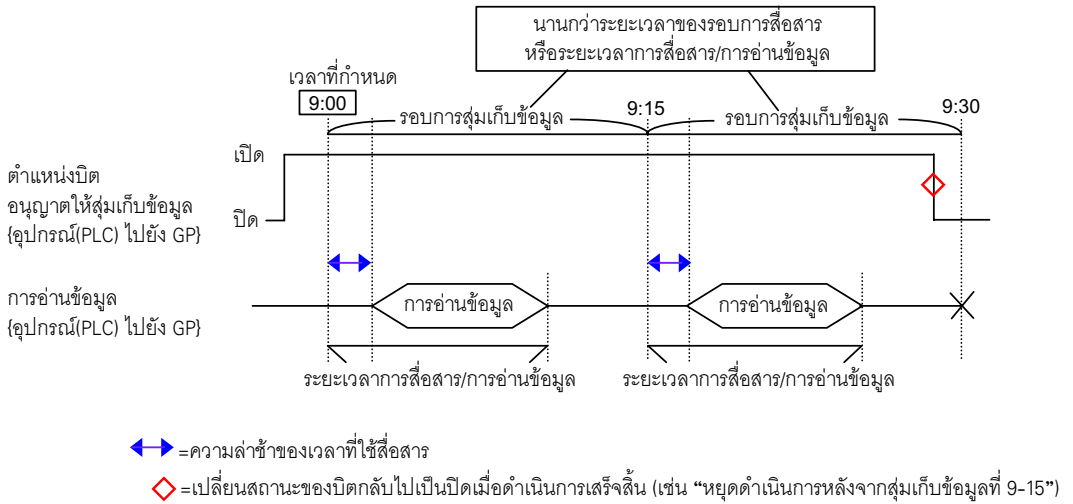 นานกว่าระยะเวลาของรอบการสื่อสาร
หรือระยะเวลาการสื่อสาร/การอ่านข้อมูล
เวลาที่กำหนด
9:00
รอบการสุ่มเก็บข้อมูล
9:15
รอบการสุ่มเก็บข้อมูล
9:30
เปิด
ตำแหน่งบิต
อนุญาตให้สุ่มเก็บข้อมูล
{อุปกรณ์(PLC) ไปยัง GP}
ปิด
การอ่านข้อมูล
{อุปกรณ์(PLC) ไปยัง GP}
การอ่านข้อมูล
การอ่านข้อมูล
ระยะเวลาการสื่อสาร/การอ่านข้อมูล
ระยะเวลาการสื่อสาร/การอ่านข้อมูล
=ความล่าช้าของเวลาที่ใช้สื่อสาร
=เปลี่ยนสถานะของบิตกลับไปเป็นปิดเมื่อดำเนินการเสร็จสิ้น (เช่น “หยุดดำเนินการหลังจากสุ่มเก็บข้อมูลที่ 9-15”)